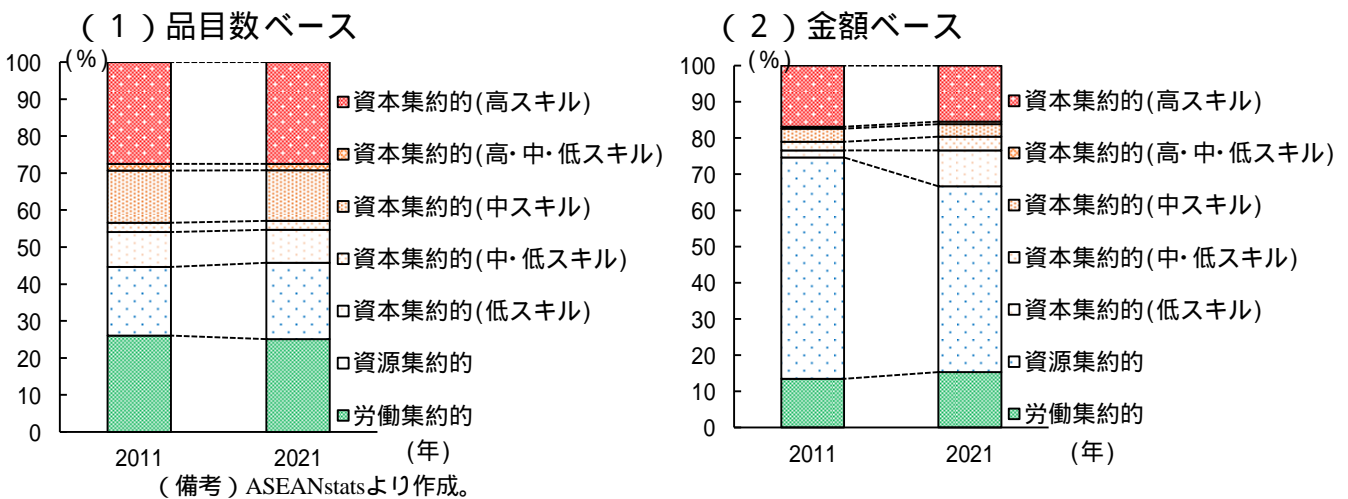 （１）品目数ベース
(%)
100
90
80
70
60
50
40
30
20
10
0
2011
2021
(年)
資本集約的(高スキル)
資本集約的(高・中・低スキル)
資本集約的(中スキル)
資本集約的(中・低スキル)
資本集約的(低スキル)
資源集約的
労働集約的
（２）金額ベース
(%)
100
90
80
70
60
50
40
30
20
10
0
2011
2021
(年)
資本集約的(高スキル)
資本集約的(高・中・低スキル)
資本集約的(中スキル)
資本集約的(中・低スキル)
資本集約的(低スキル)
資源集約的
労働集約的
（備考）ASEANstatsより作成。